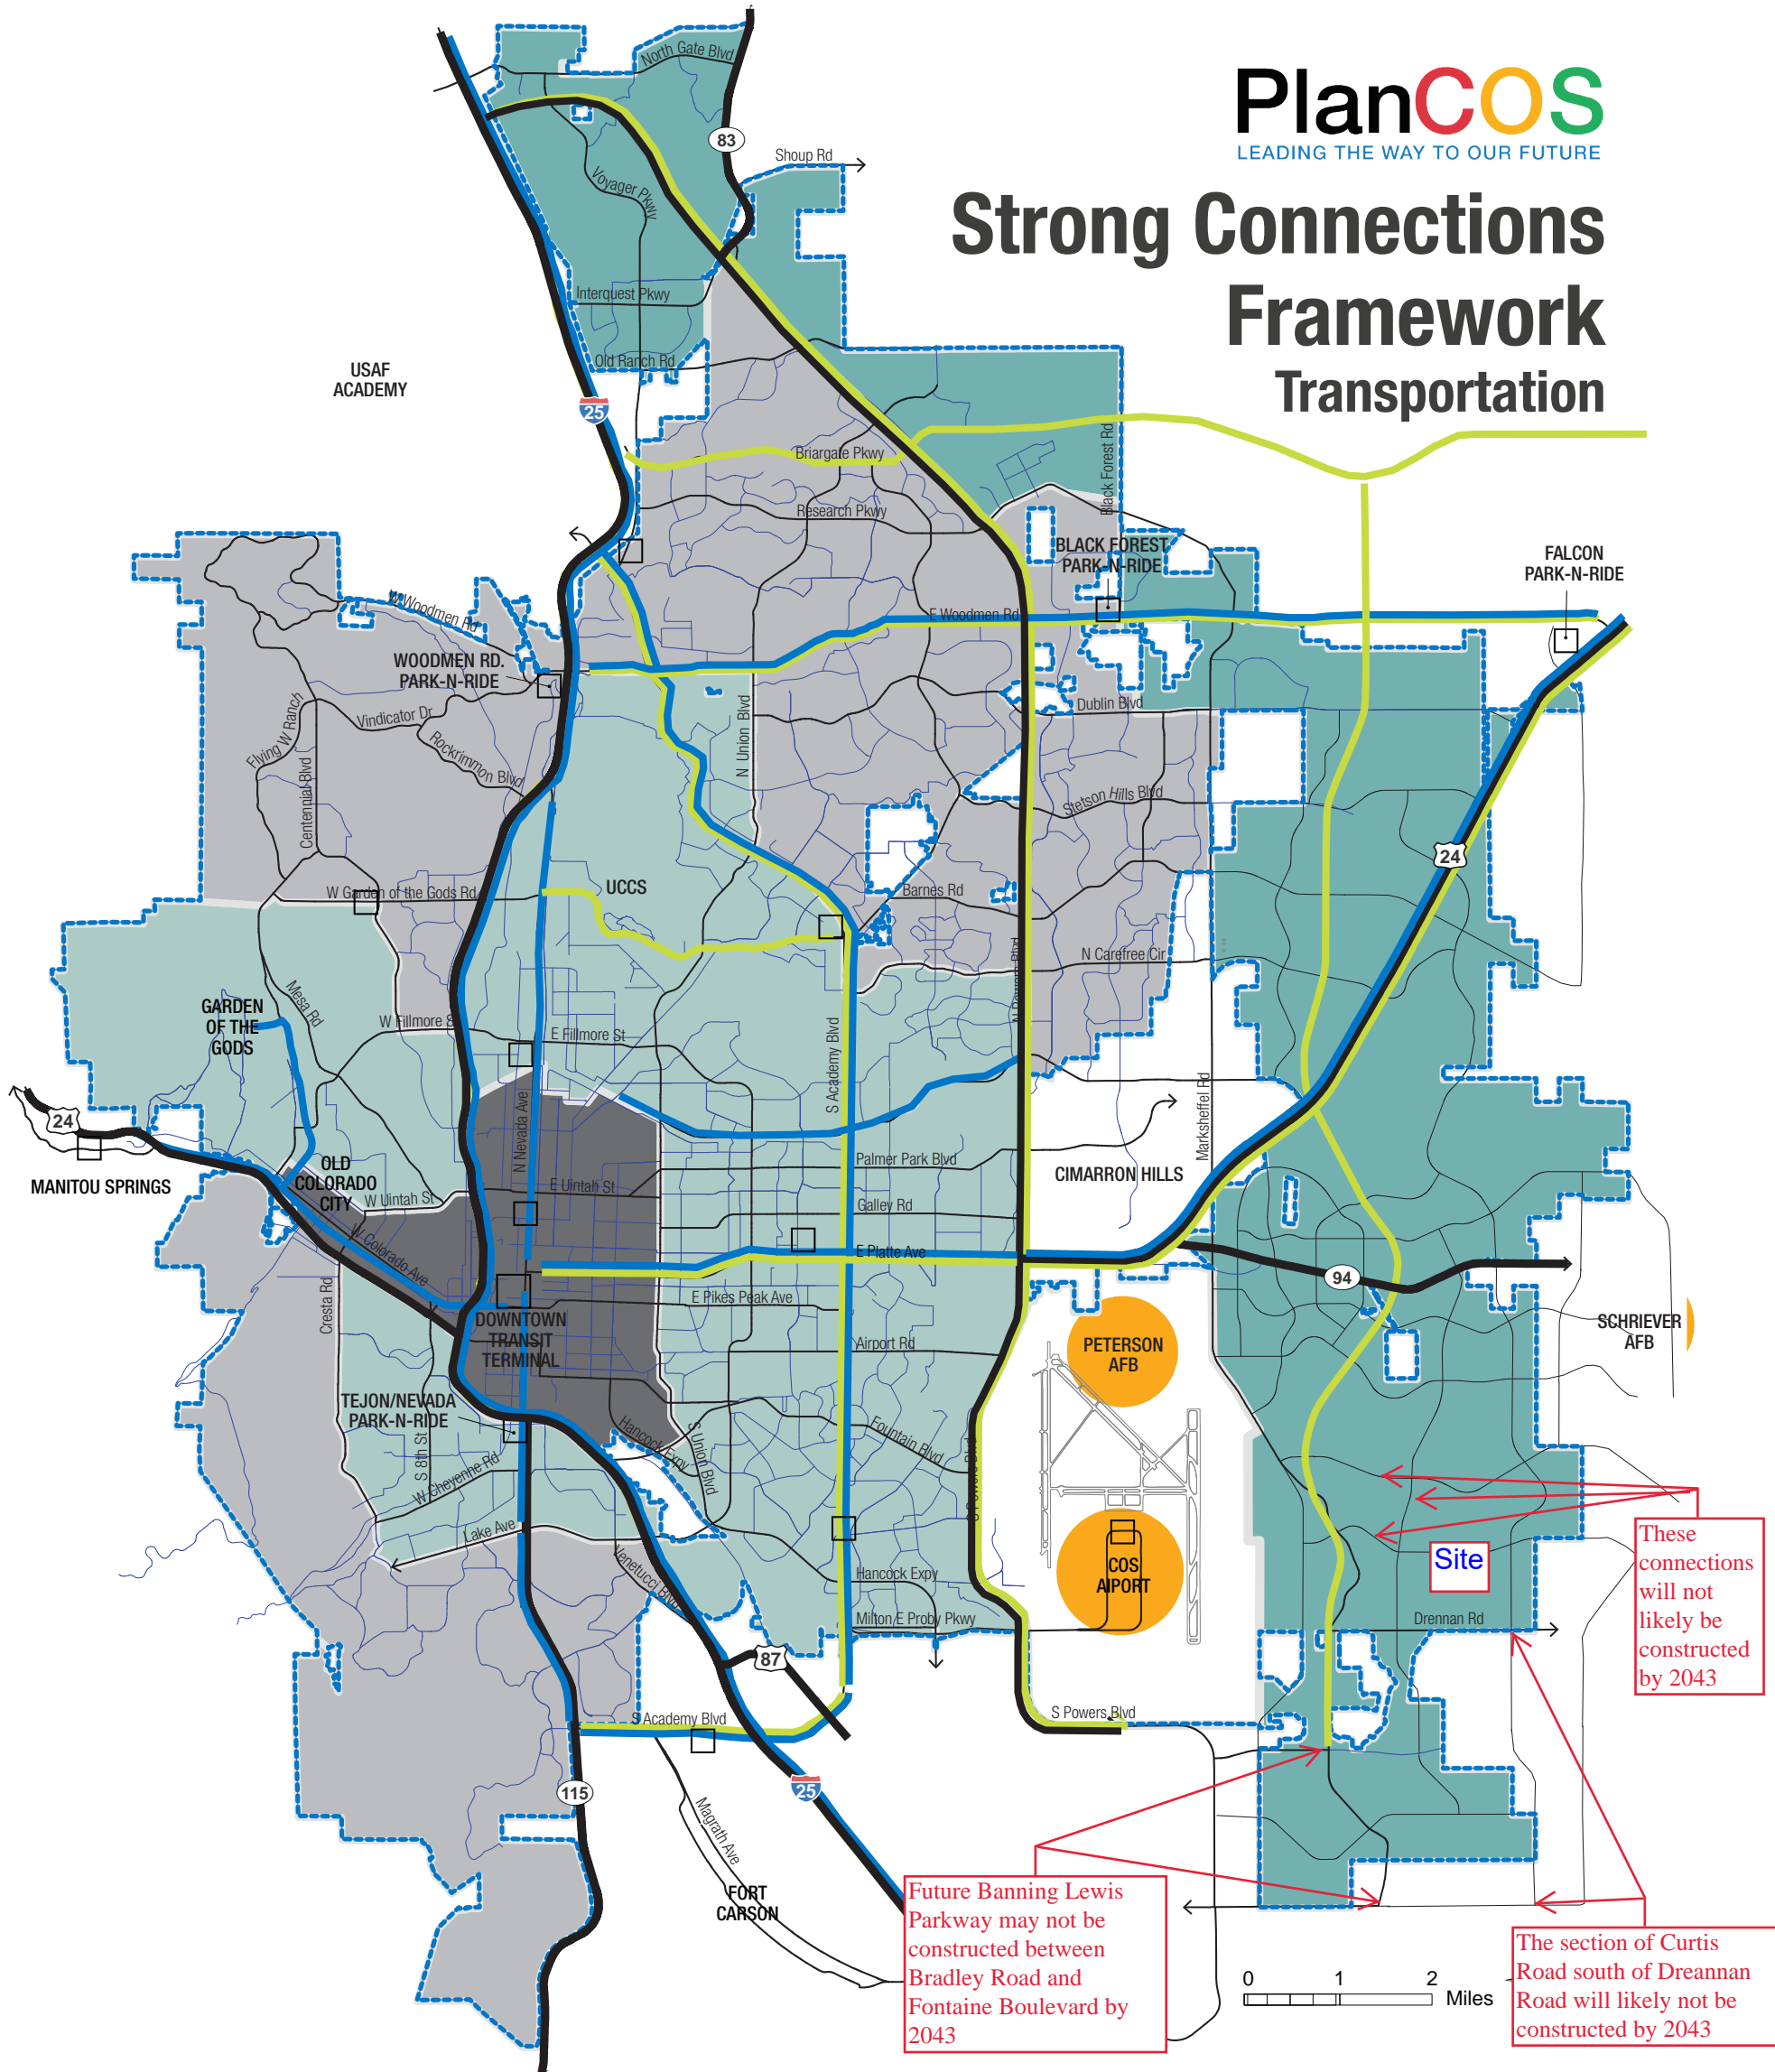 PlanCOS
LEADING THE WAY TO OUR FUTURE
Strong Connections
Framework
Transportation
North Gate Blvd
83
Shoup Rd
Voyager Pkwy
Interquest Pkwy
Old Ranch Rd
USAF
ACADEMY
25
Briargate Pkwy
Black Forest Rd
Research Pkwy
BLACK FOREST
PARK-N-RIDE
FALCON
PARK-N-RIDE
W Woodmen Rd
E Woodmen Rd
WOODMEN RD.
PARK-N-RIDE
Flying W Ranch
Vindicator Dr
Rockrimmon Blvd
Centennial Blvd
N Union Blvd
Dublin Blvd
Stetson Hills Blvd
24
W Garden of the Gods Rd
UCCS
Barnes Rd
N Carefree Cir
N Powers Blvd
GARDEN
OF THE
GODS
Mesa Rd
W Fillmore S
E Fillmore St
S Academy Blvd
Marksheffel Rd
24
MANITOU SPRINGS
OLD
COLORADO
CITY
W Uintah St
N Nevada Ave
E Uintah St
Palmer Park Blvd
CIMARRON HILLS
Galley Rd
W Colorado Ave
E Platte Ave
94
Cresta Rd
E Pikes Peak Ave
DOWNTOWN
TRANSIT
TERMINAL
Airport Rd
PETERSON
AFB
SCHRIEVER
AFB
TEJON/NEVADA
PARK-N-RIDE
S 8th St
W Cheyenne Rd
Hancock Expy
S Union Blvd
Fountain Blvd
S Powers Blvd
Lake Ave
Venetucci Blvd
Hancock Expy
COS
AIPORT
Site
These
connections
will not
likely be
constructed
by 2043
Milton E Proby Pkwy
Drennan Rd
87
S Academy Blvd
S Powers Blvd
115
25
Magrath Ave
FORT
CARSON
Future Banning Lewis
Parkway may not be
constructed between
Bradley Road and
Fontaine Boulevard by
2043
The section of Curtis
Road south of Dreannan
Road will likely not be
constructed by 2043
0 1 2
Miles